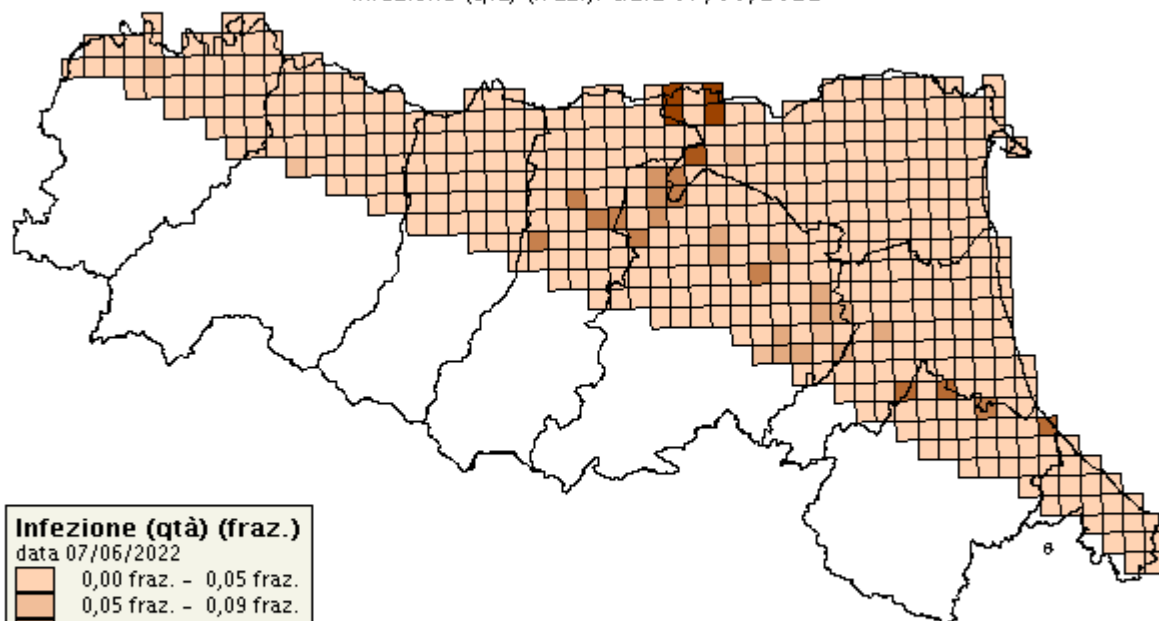 Infezione (qtà) (fraz.)
data 07/06/2022
0,00 fraz. - 0,05 fraz.
0,05 fraz. - 0,09 fraz.